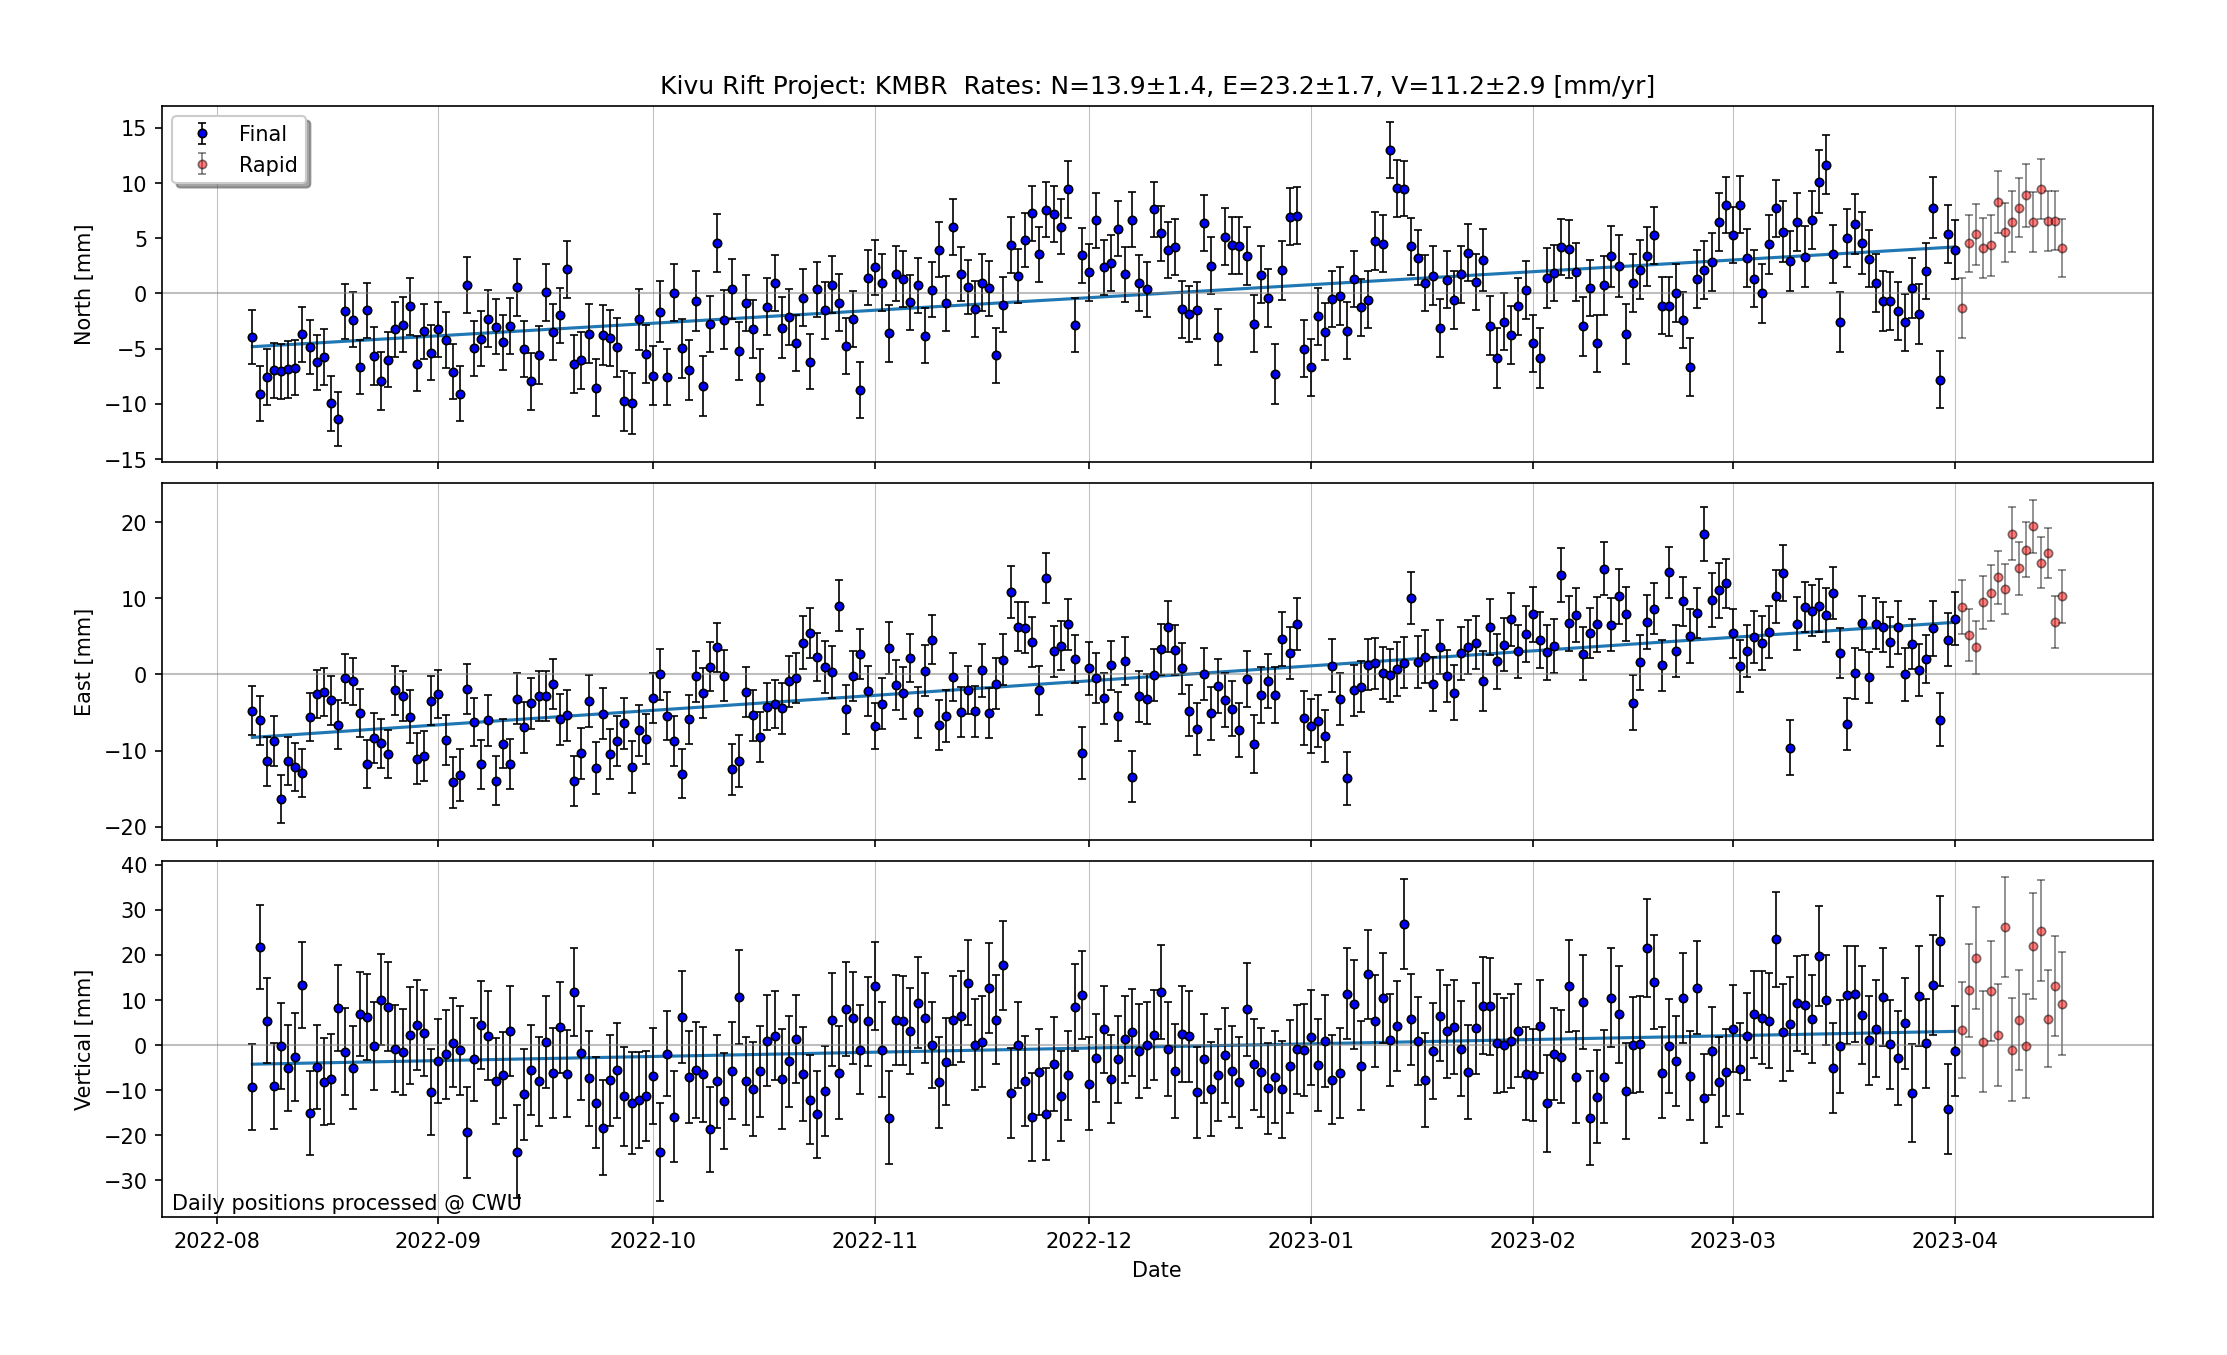 Kivu Rift Project: KMBR  Rates: N=13.9±1.4, E=23.2±1.7, V=11.2±2.9 [mm/yr]
Final
Rapid
North [mm]
15
10
5
0
−5
−10
−15
East [mm]
20
10
0
−10
−20
Vertical [mm]
40
30
20
10
0
−10
−20
−30
Daily positions processed @ CWU
2022-08 2022-09 2022-10 2022-11 2022-12 2023-01 2023-02 2023-03 2023-04
Date